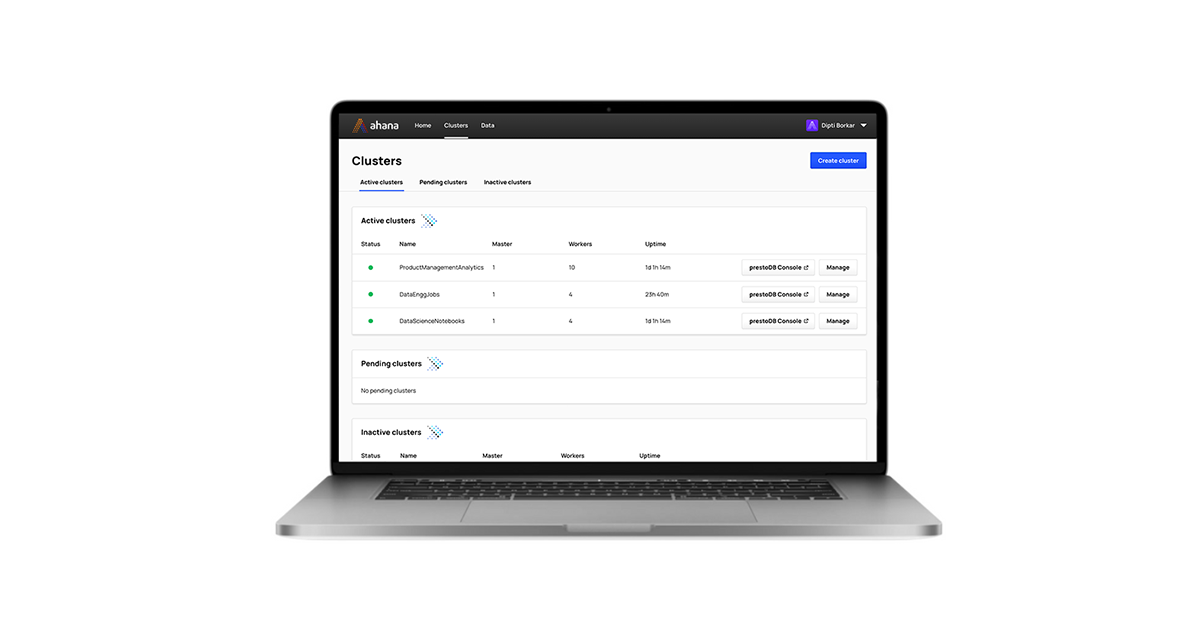 ahana Home Clusters Data Dipti Borkar
Clusters Create cluster
Active clusters Pending clusters Inactive clusters
Active clusters
Status Name Master Workers Uptime
ProductManagementAnalytics 1 10 1d 1h 14m prestoDB Console Manage
DataEnggJobs 1 4 23h 40m prestoDB Console Manage
DataScienceNotebooks 1 4 1d 1h 14m prestoDB Console Manage
Pending clusters
No pending clusters
Inactive clusters
Status Name Master Workers Uptime